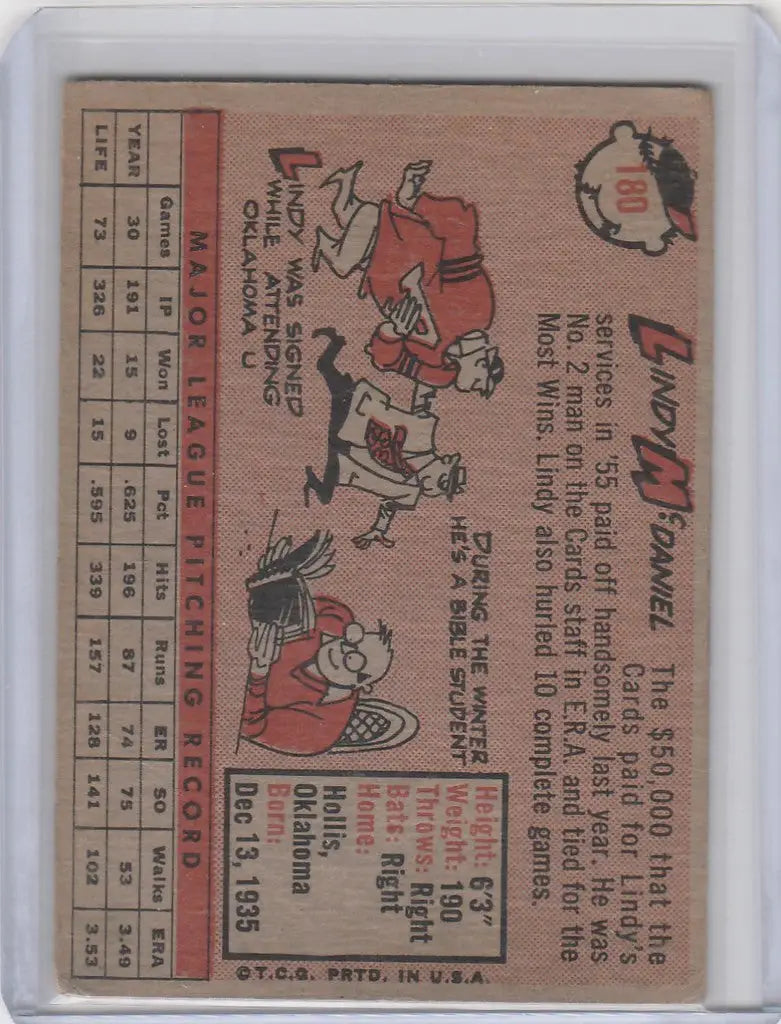 180
LINDY McDANIEL The $50,000 that the
Cards paid for Lindy's
services in '55 paid off handsomely last year. He was
No. 2 man on the Cards staff in E.R.A. and tied for the
Most Wins. Lindy also hurled 10 complete games.
LINDY WAS SIGNED
WHILE ATTENDING
OKLAHOMA U
DURING THE WINTER
HE'S A BIBLE STUDENT
Height: 6'3"
Weight: 190
Throws: Right
Bats: Right
Home:
Hollis,
Oklahoma
Born:
Dec 13, 1935
MAJOR LEAGUE PITCHING RECORD
Games IP Won Lost Pct Hits Runs ER SO Walks ERA
YEAR 30 191 15 9 .625 196 87 74 75 53 3.49
LIFE 73 326 22 15 .595 339 157 128 141 102 3.53
©T.C.G. PRTD. IN U.S.A.